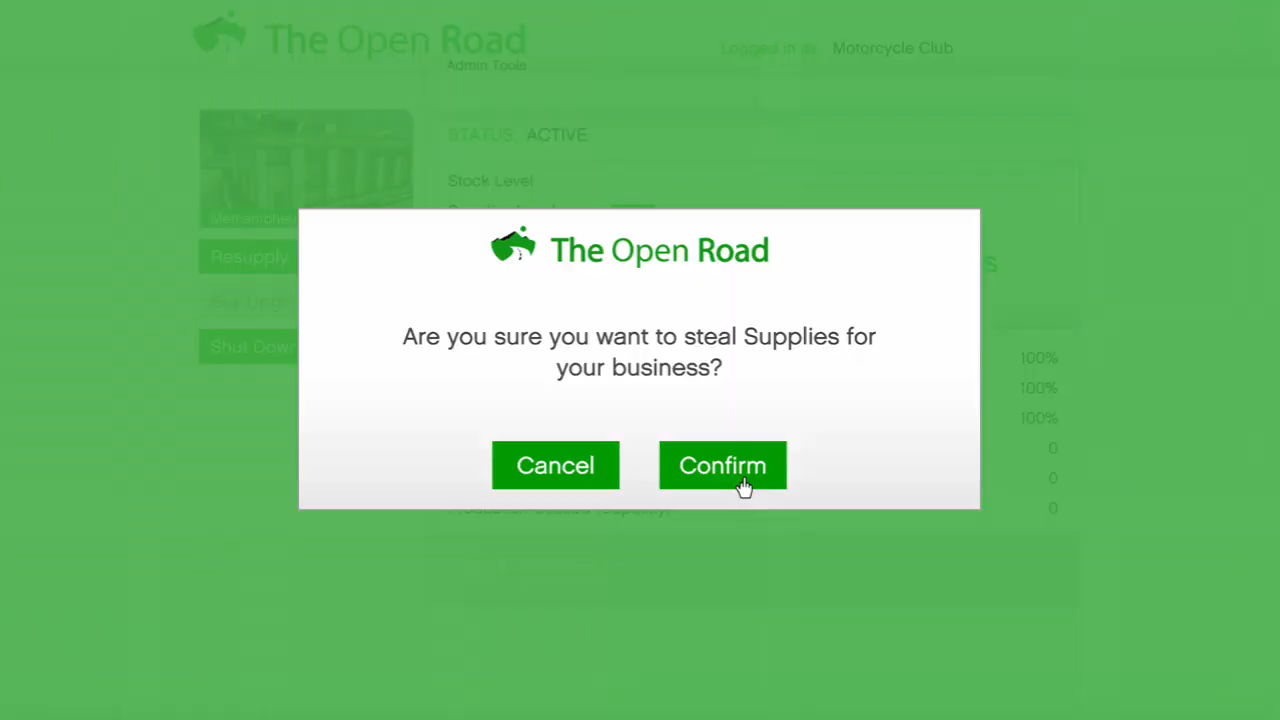 The Open Road
Admin Tools
Logged in as Motorcycle Club
STATUS: ACTIVE
Stock Level
Resupply
Shut Down
The Open Road
Are you sure you want to steal Supplies for
your business?
Cancel
Confirm
100%
100%
100%
0
0
0